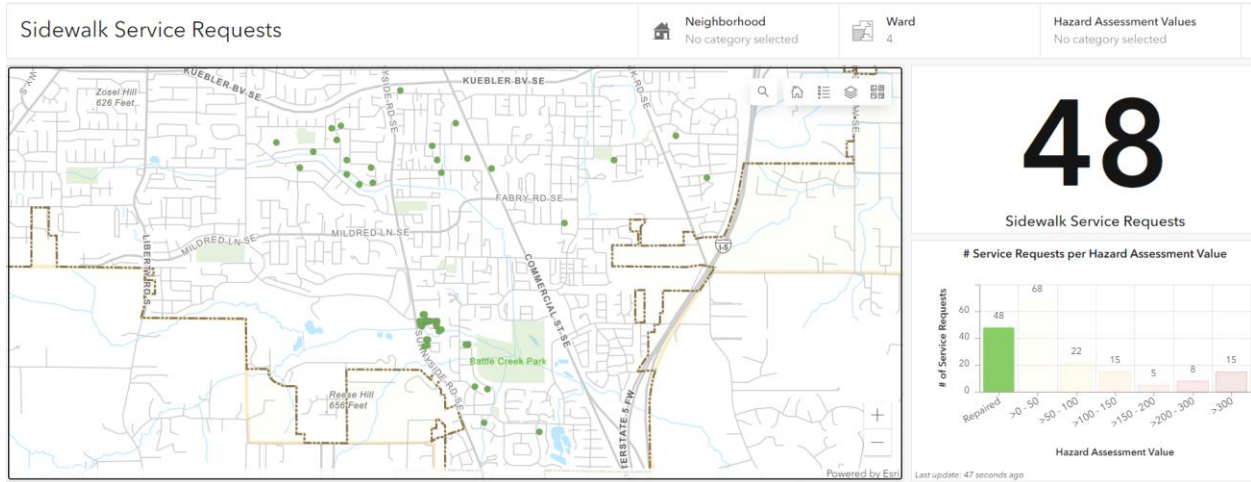 Sidewalk Service Requests
Neighborhood
No category selected
Ward
4
Hazard Assessment Values
No category selected
Zosel Hill
626 Feet
KUEBLER BV SE
KUEBLER BV SE
FABRY RD SE
MILDRED LN SE
MILDRED LN SE
COMMERCIAL ST SE
I-5
SUNNYSIDE RD SE
Battle Creek Park
Reese Hill
656 Feet
Powered by Esri
48
Sidewalk Service Requests
# Service Requests per Hazard Assessment Value
# of Service Requests
60
40
20
0
48
68
22
15
5
8
15
Repaired
>0 - 50
>50 - 100
>100 - 150
>150 - 200
>200 - 300
>300
Hazard Assessment Value
Last update: 47 seconds ago